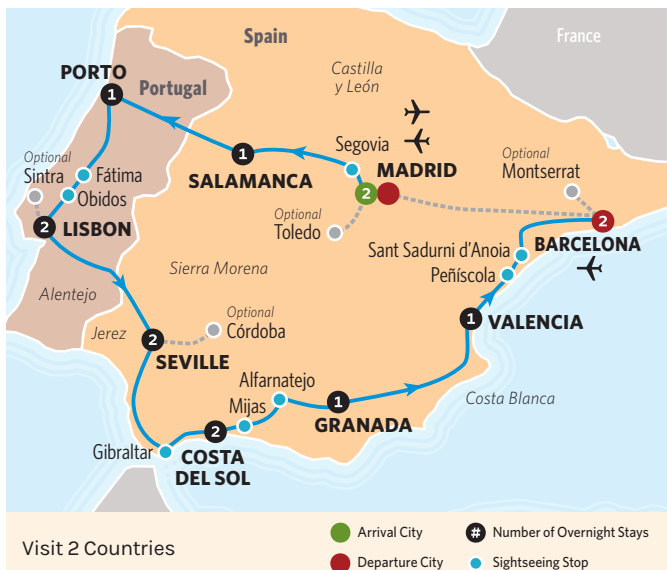 Spain
France
PORTO
Portugal
Castilla
y León
1
Segovia
MADRID
Optional
Montserrat
1
SALAMANCA
Optional
Sintra
Fátima
Obidos
2
Optional
Toledo
2
LISBON
Sant Sadurni d'Anoia
BARCELONA
2
Peñíscola
Sierra Morena
Alentejo
Optional
Córdoba
Jerez
2
SEVILLE
1
VALENCIA
Alfarnatejo
Mijas
Costa Blanca
1
GRANADA
Gibraltar
2
COSTA
DEL SOL
Visit 2 Countries
Arrival City
# Number of Overnight Stays
Departure City
Sightseeing Stop